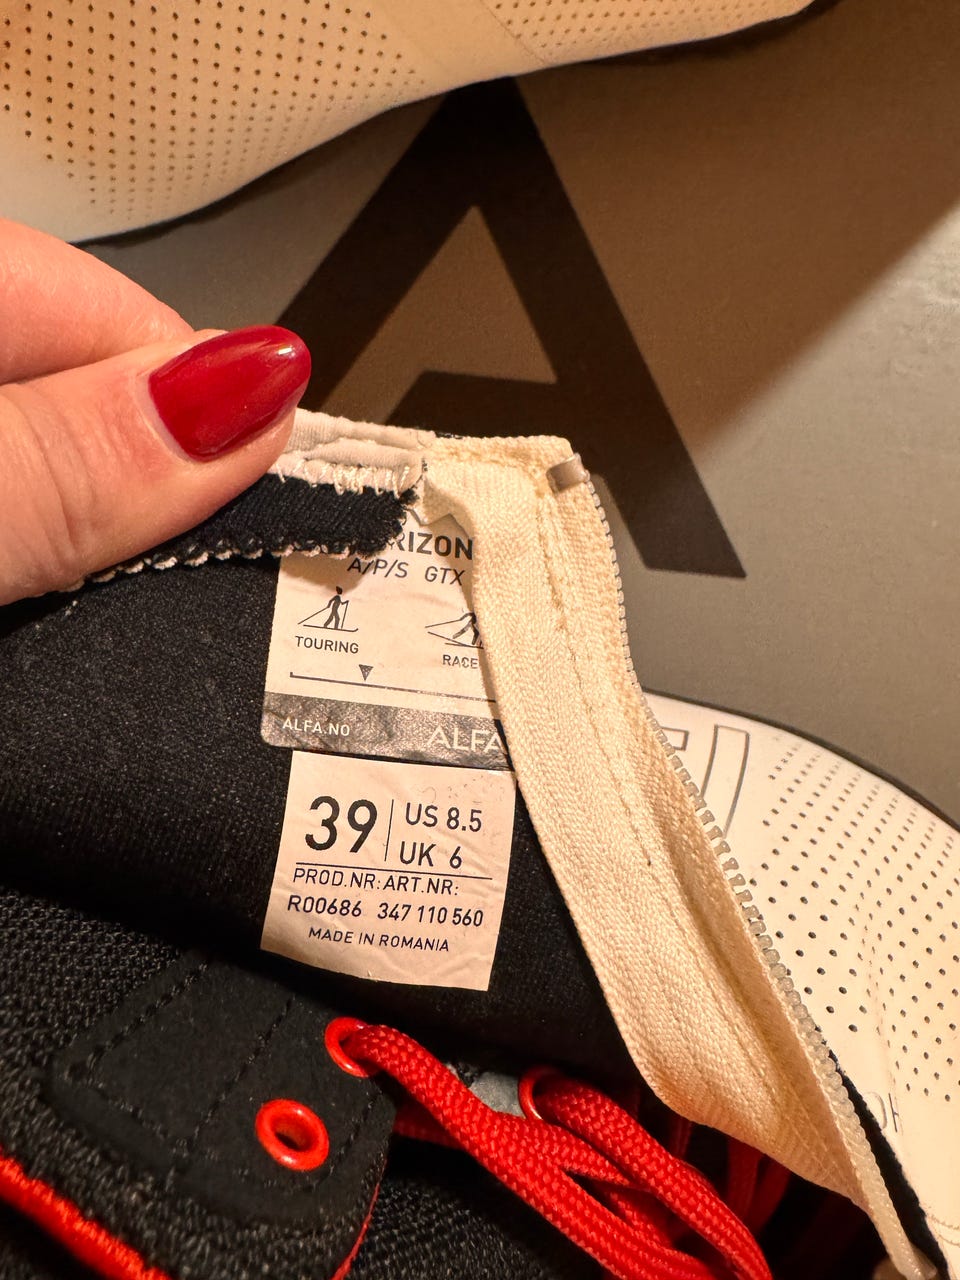 RIZON
A/P/S GTX
TOURING
RACE
ALFA.NO
ALFA
39
US 8.5
UK 6
PROD.NR: ART.NR:
R00686 347 110 560
MADE IN ROMANIA